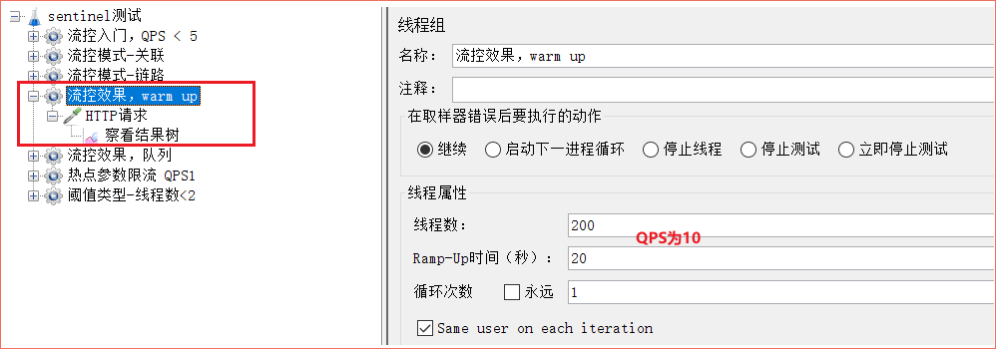 sentinel测试
流控入门，QPS < 5
流控模式-关联
流控模式-链路
流控效果，warm up
HTTP请求
察看结果树
流控效果，队列
热点参数限流 QPS1
阈值类型-线程数<2
线程组
名称： 流控效果，warm up
注释：
在取样器错误后要执行的动作
继续 启动下一进程循环 停止线程 停止测试 立即停止测试
线程属性
线程数： 200
QPS为10
Ramp-Up时间（秒）： 20
循环次数 永远 1
Same user on each iteration